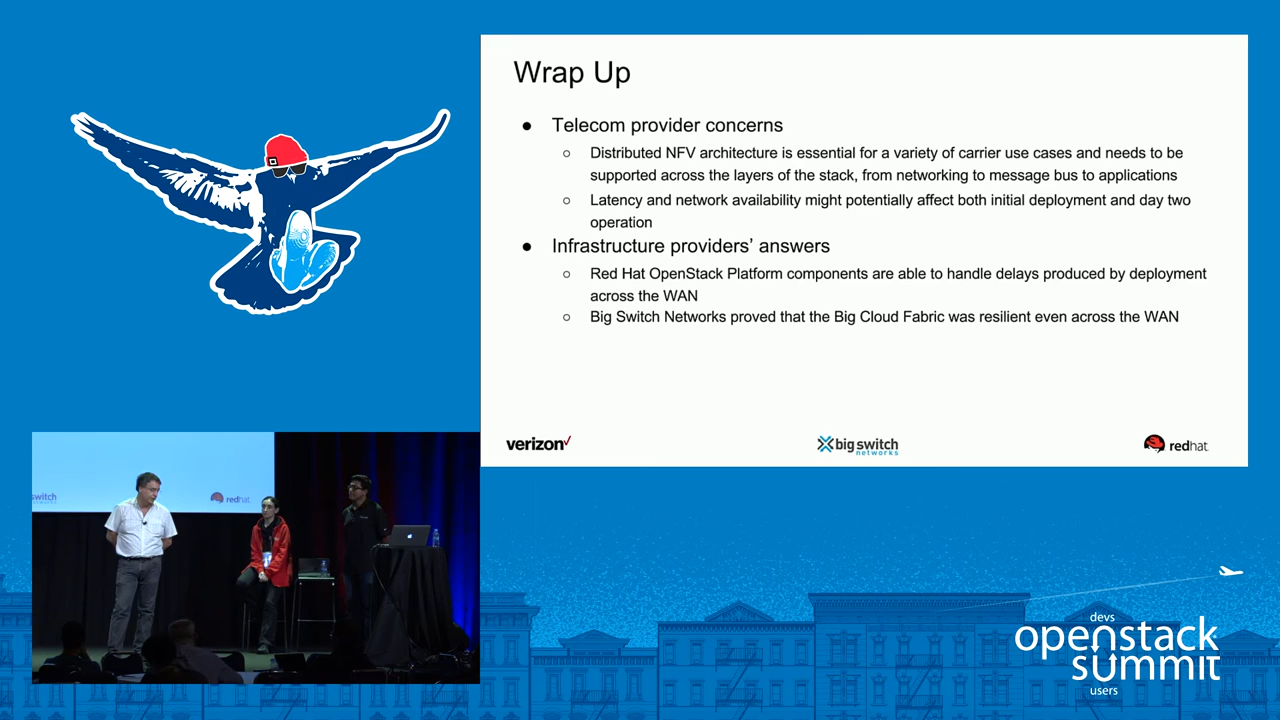 Wrap Up
● Telecom provider concerns
○ Distributed NFV architecture is essential for a variety of carrier use cases and needs to be
supported across the layers of the stack, from networking to message bus to applications
○ Latency and network availability might potentially affect both initial deployment and day two
operation
● Infrastructure providers’ answers
○ Red Hat OpenStack Platform components are able to handle delays produced by deployment
across the WAN
○ Big Switch Networks proved that the Big Cloud Fabric was resilient even across the WAN
verizon✓
big switch
networks
redhat
switch
networks
redhat
devs
openstack
summit
users